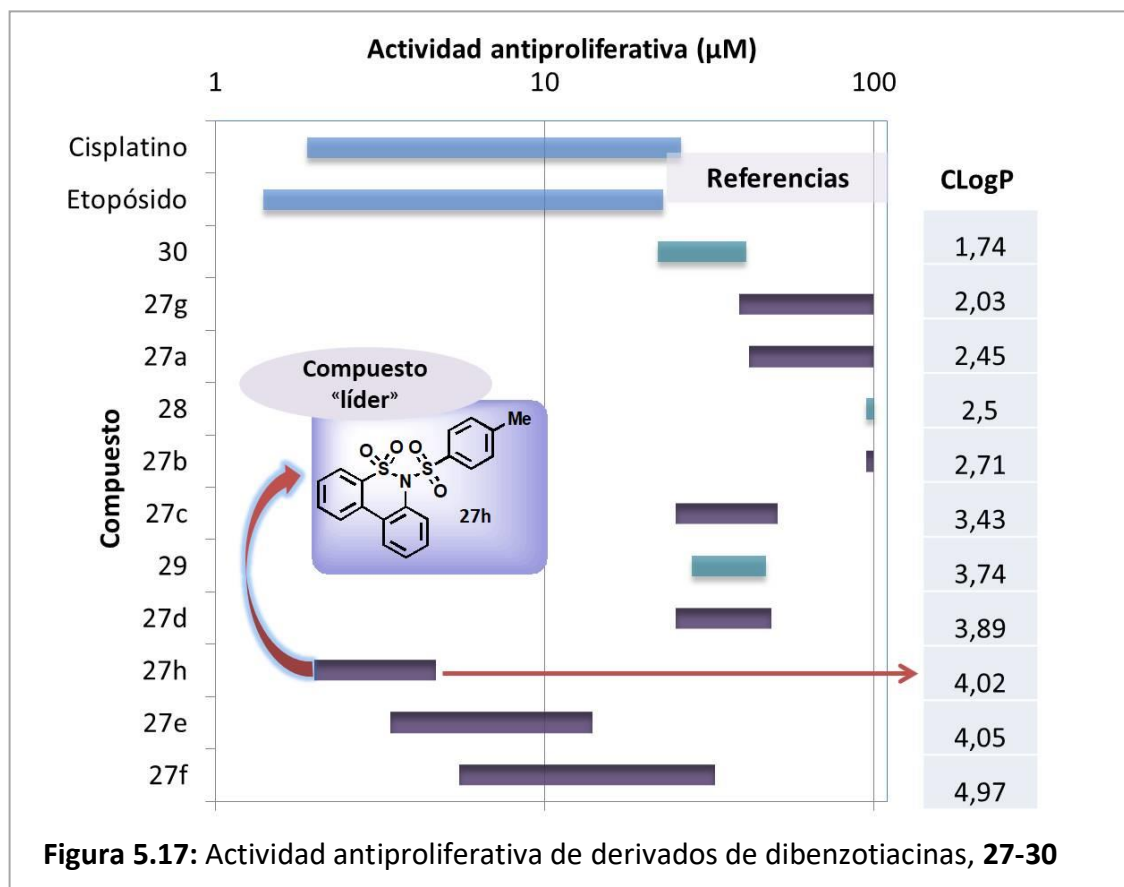 Actividad antiproliferativa (μM)
1 10 100
Cisplatino
Etopósido
Referencias CLogP
30 1,74
27g 2,03
27a 2,45
28 2,5
27b 2,71
27c 3,43
29 3,74
27d 3,89
27h 4,02
27e 4,05
27f 4,97
Compuesto
Compuesto
«líder»
Me
O O O
S S
N O
27h
Figura 5.17: Actividad antiproliferativa de derivados de dibenzotiacinas, 27-30